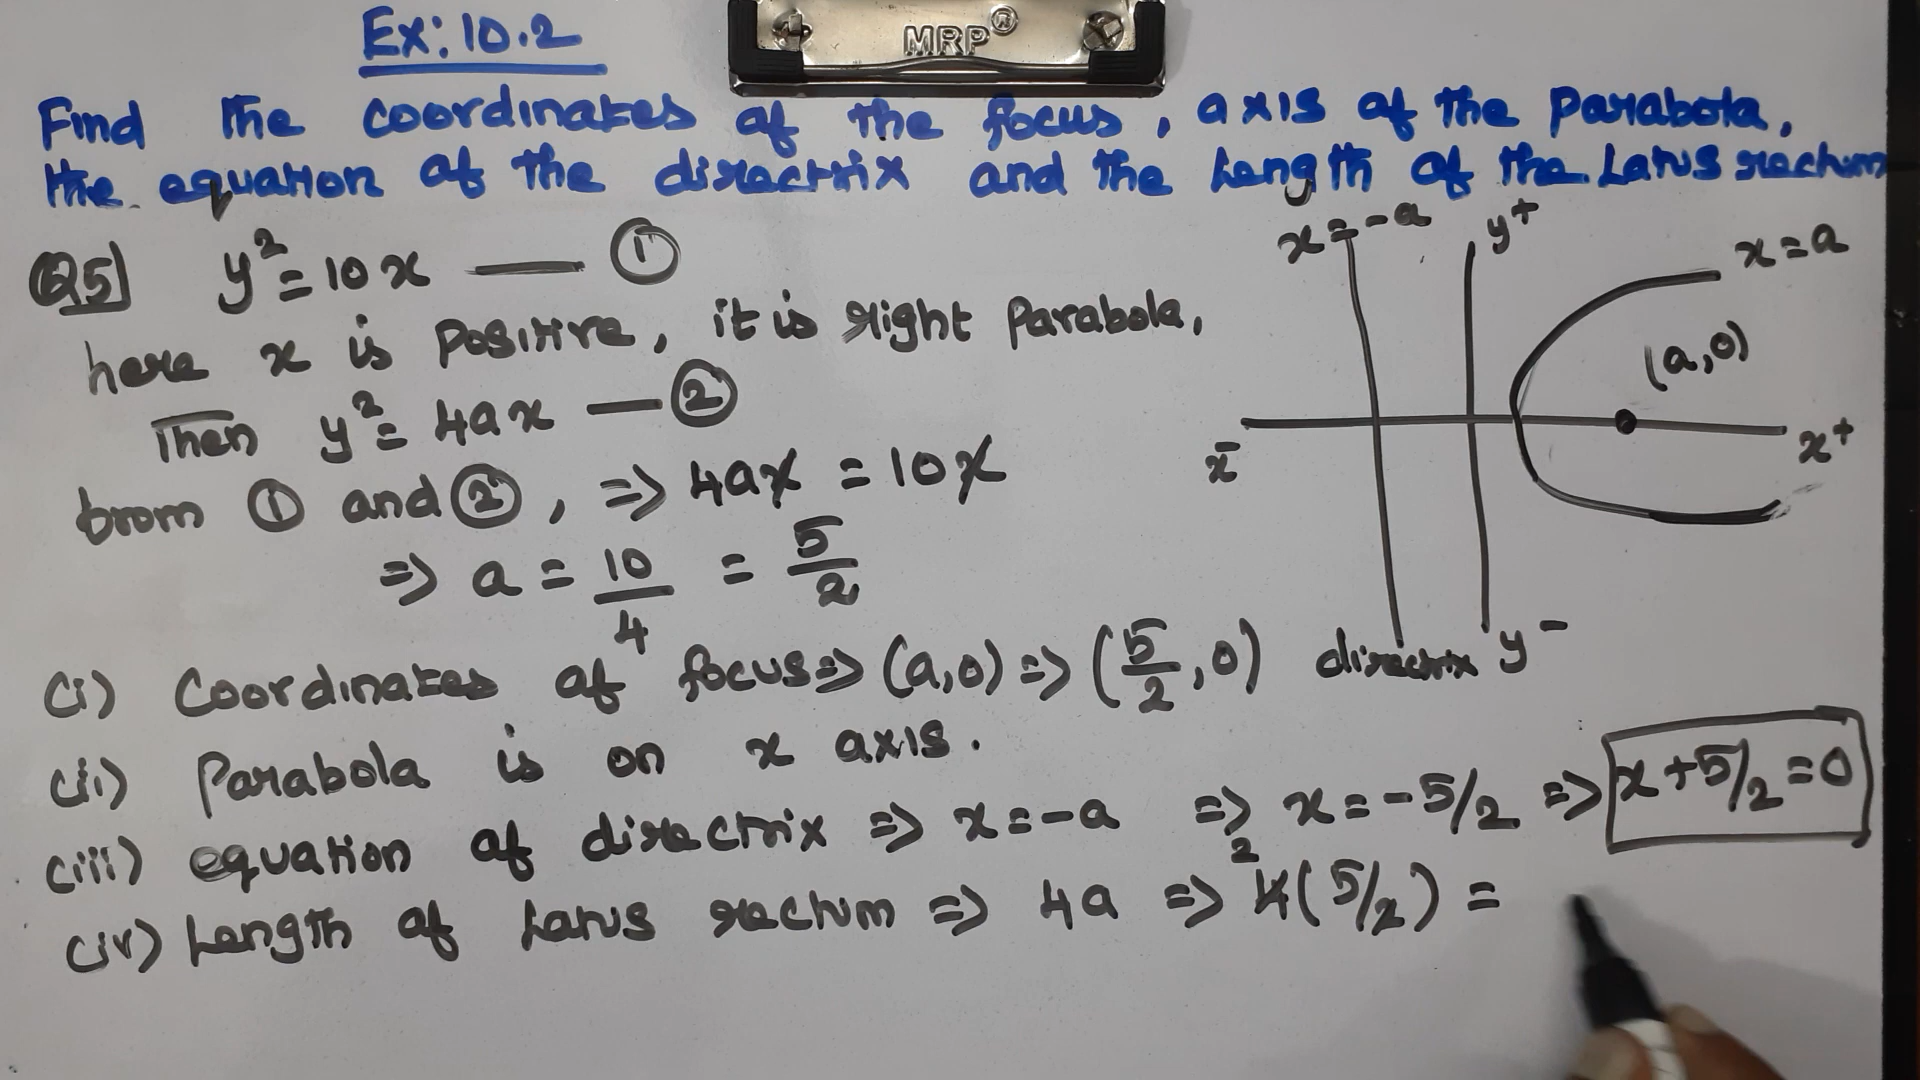 MRP®
Ex: 10.2
Find the coordinates of the focus, axis of the Parabola,
the equation of the directrix and the Length of the Latus rectum
Q5] y² = 10x — ①
here x is Positive, it is right Parabola,
Then y² = 4ax — ②
from ① and ②, => 4ax = 10x
=> a = 10/4 = 5/2
(i) Coordinates of focus => (a,0) => (5/2, 0)
(ii) Parabola is on x axis.
(iii) equation of directrix => x = -a => x = -5/2 => x + 5/2 = 0
(iv) Length of Latus rectum => 4a => 2 4(5/2) =
x = -a
y+
x = a
(a,0)
x-
x+
directrix
y-